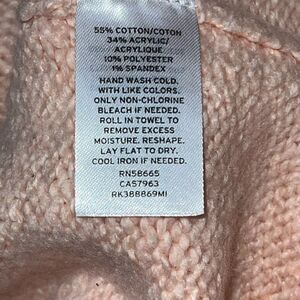 55% COTTON/COTON
34% ACRYLIC/
ACRYLIQUE
10% POLYESTER
1% SPANDEX
HAND WASH COLD.
WITH LIKE COLORS.
ONLY NON-CHLORINE
BLEACH IF NEEDED.
ROLL IN TOWEL TO
REMOVE EXCESS
MOISTURE. RESHAPE.
LAY FLAT TO DRY.
COOL IRON IF NEEDED.
RN58665
CA57963
RK388869MI